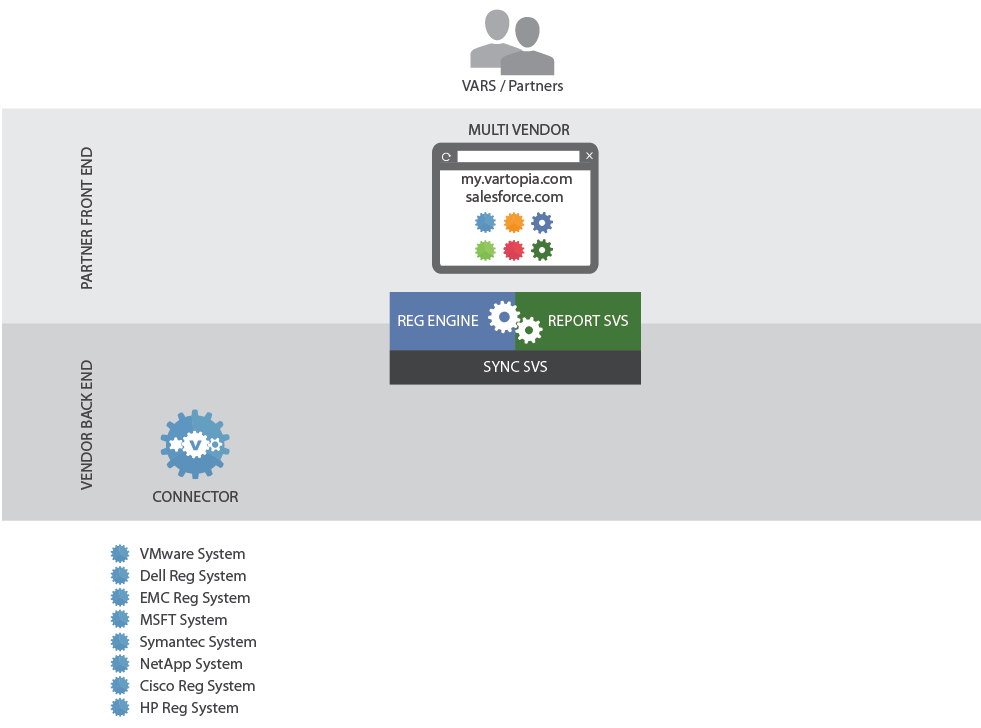 VARS / Partners
MULTI VENDOR
my.vartopia.com
salesforce.com
PARTNER FRONT END
REG ENGINE
REPORT SVS
SYNC SVS
VENDOR BACK END
V
CONNECTOR
VMware System
Dell Reg System
EMC Reg System
MSFT System
Symantec System
NetApp System
Cisco Reg System
HP Reg System